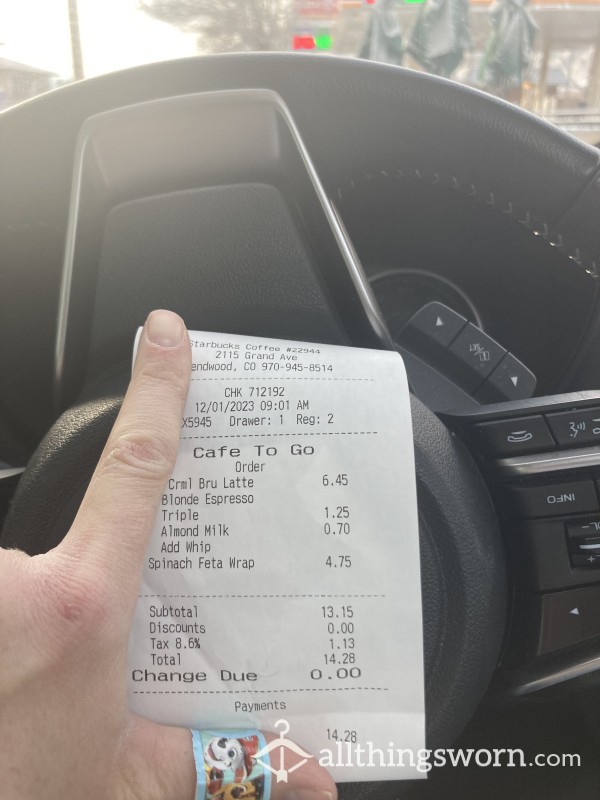 Starbucks Coffee #22944
2115 Grand Ave
endwood, CO 970-945-8514
CHK 712192
12/01/2023 09:01 AM
X5945 Drawer: 1 Reg: 2
Cafe To Go
Order
Crml Bru Latte 6.45
Blonde Espresso
Triple 1.25
Almond Milk 0.70
Add Whip
Spinach Feta Wrap 4.75
Subtotal 13.15
Discounts 0.00
Tax 8.6% 1.13
Total 14.28
Change Due 0.00
Payments
14.28
INFO
allthingsworn.com